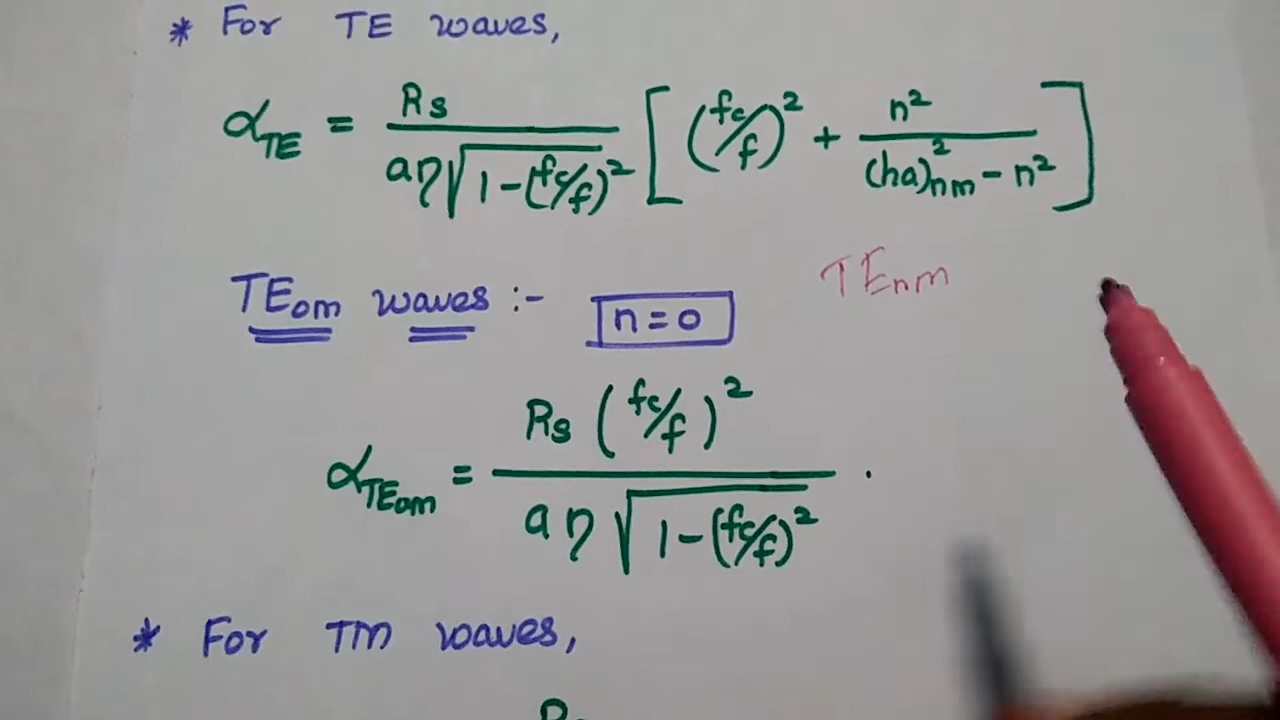 * For TE waves,
α_TE = Rs / aη√1-(fc/f)² [ (fc/f)² + n² / (ha)²nm - n² ]
TEom waves :- n=0 TEnm
α_TEom = Rs (fc/f)² / aη√1-(fc/f)² .
* For TM waves,